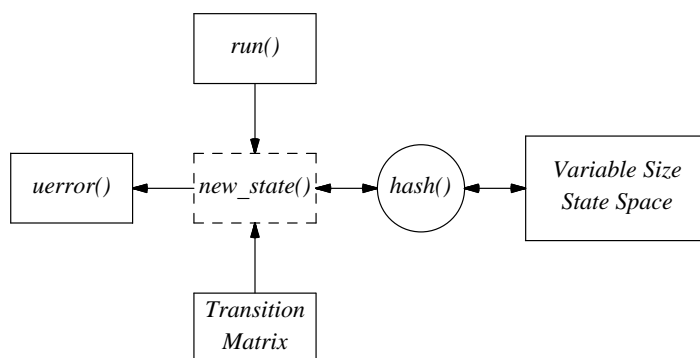 run()
uerror()
new_state()
hash()
Variable Size
State Space
Transition
Matrix